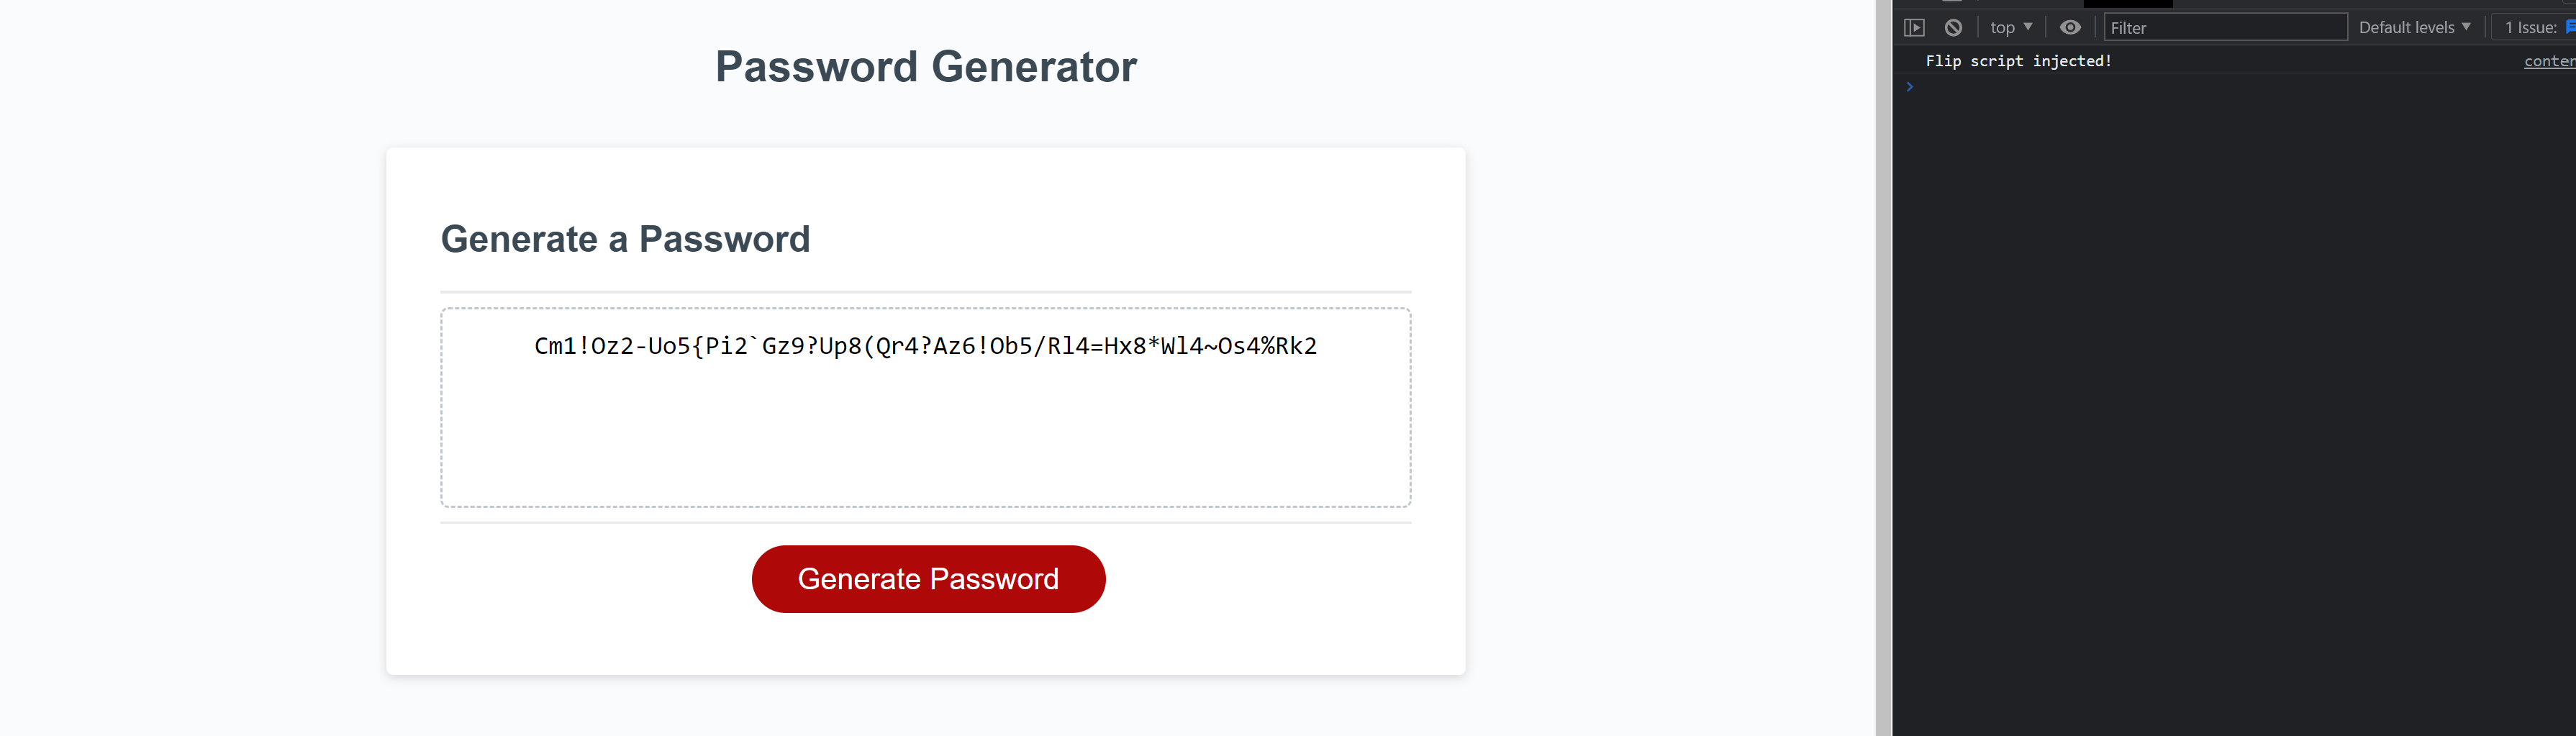 Password Generator
Generate a Password
Cm1!Oz2-Uo5{Pi2`Gz9?Up8(Qr4?Az6!Ob5/Rl4=Hx8*Wl4~Os4%Rk2
Generate Password
top
Filter
Default levels
1 Issue:
Flip script injected!